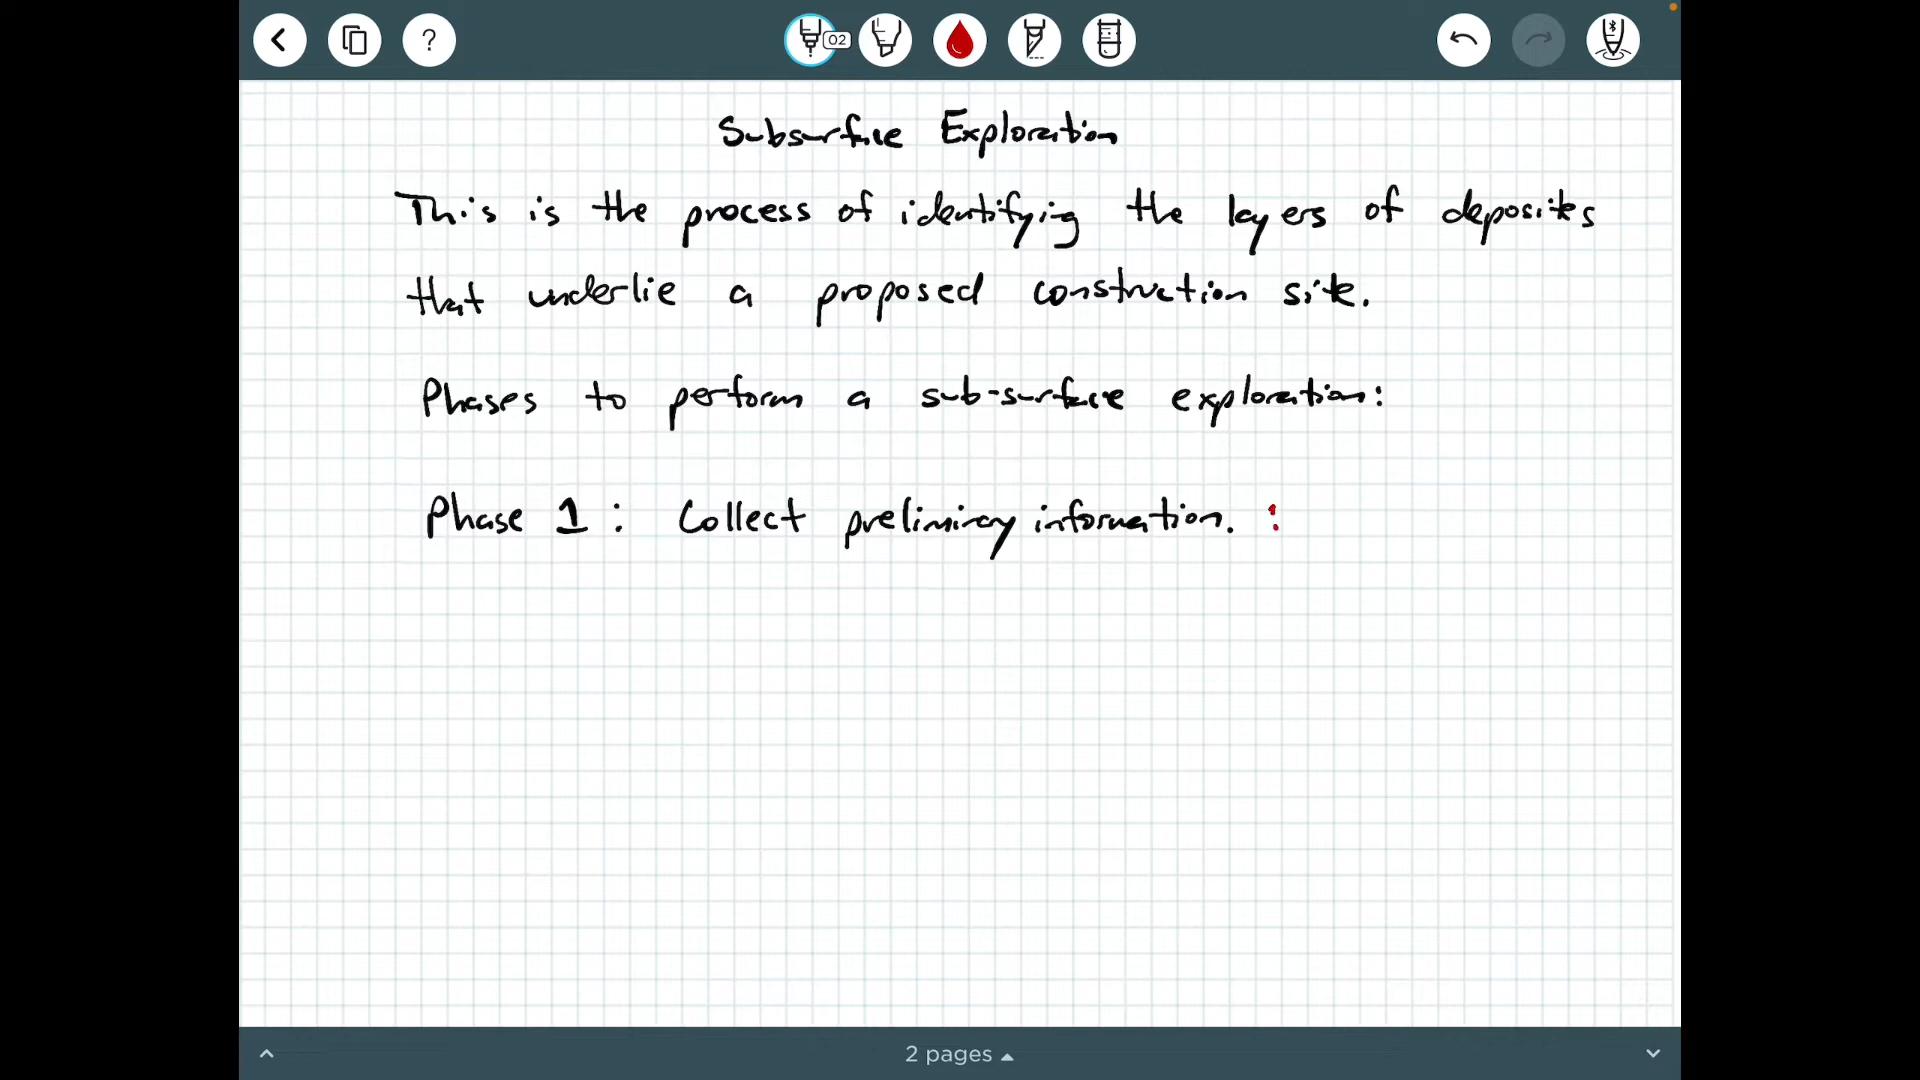 ?
02
Subsurface Exploration
This is the process of identifying the layers of deposits
that underlie a proposed construction site.
Phases to perform a sub-surface exploration:
Phase 1 : Collect preliminary information. :
2 pages